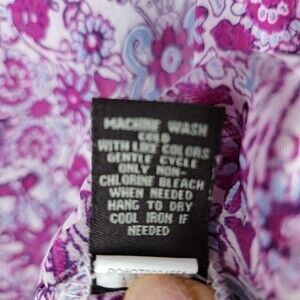 MACHINE WASH
COLD
WITH LIKE COLORS
GENTLE CYCLE
ONLY NON-
CHLORINE BLEACH
WHEN NEEDED
HANG TO DRY
COOL IRON IF
NEEDED